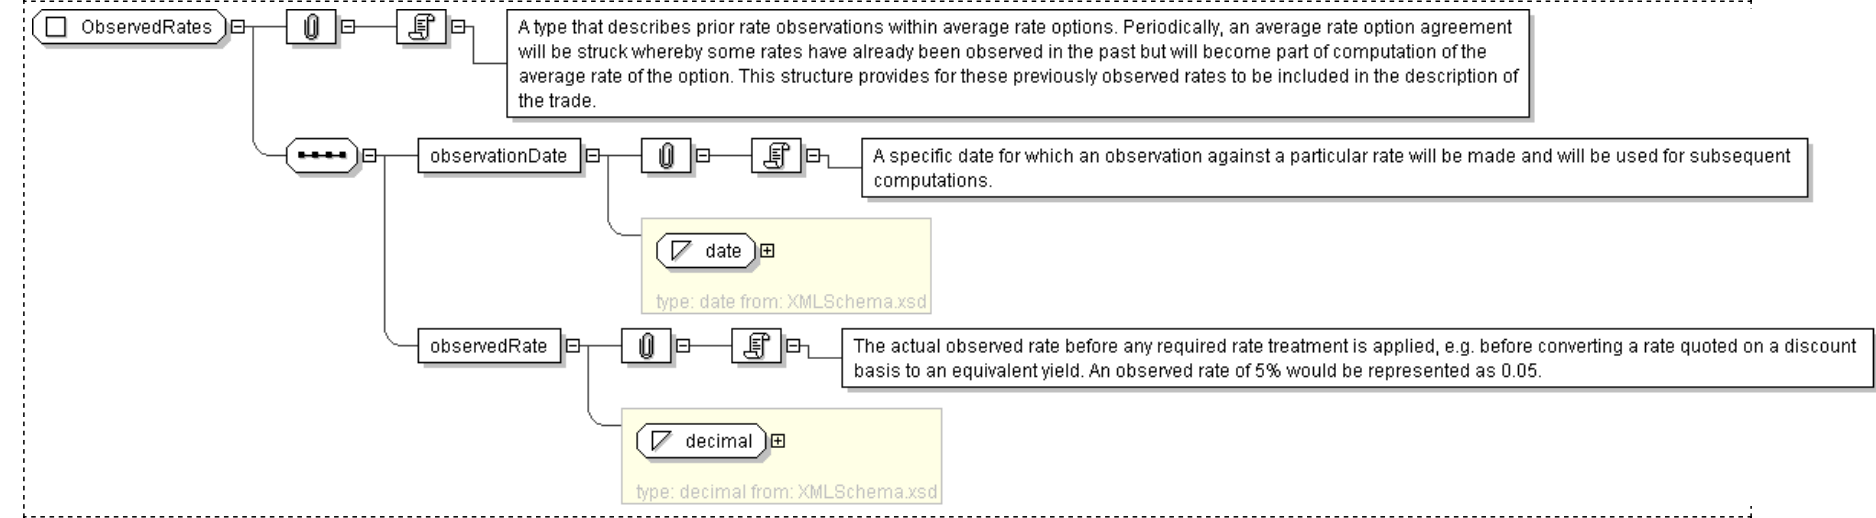 ObservedRates
A type that describes prior rate observations within average rate options. Periodically, an average rate option agreement
will be struck whereby some rates have already been observed in the past but will become part of computation of the
average rate of the option. This structure provides for these previously observed rates to be included in the description of
the trade.
observationDate
A specific date for which an observation against a particular rate will be made and will be used for subsequent
computations.
date
type: date from: XMLSchema.xsd
observedRate
The actual observed rate before any required rate treatment is applied, e.g. before converting a rate quoted on a discount
basis to an equivalent yield. An observed rate of 5% would be represented as 0.05.
decimal
type: decimal from: XMLSchema.xsd